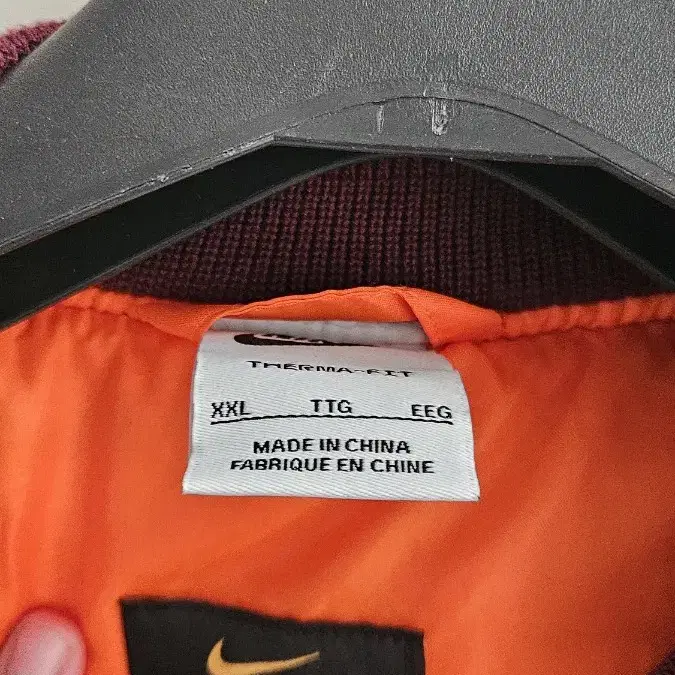 THERMA-FIT
XXL TTG EEG
MADE IN CHINA
FABRIQUE EN CHINE